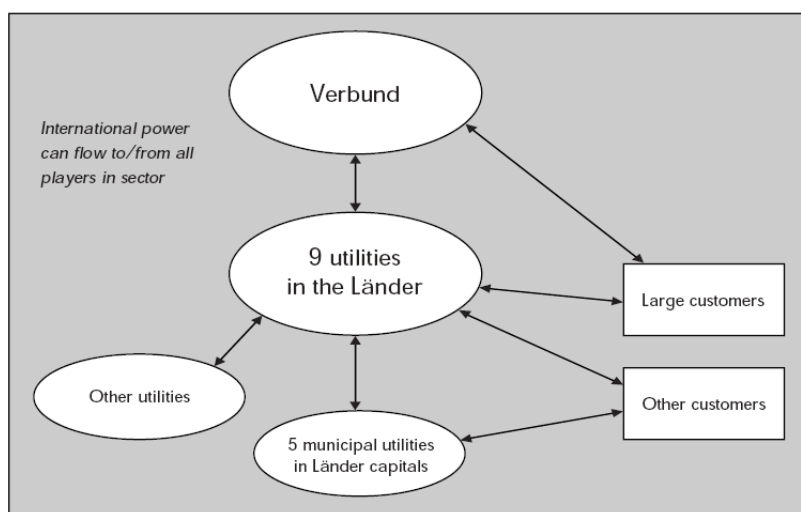 Verbund
International power
can flow to/from all
players in sector
9 utilities
in the Länder
Large customers
Other utilities
Other customers
5 municipal utilities
in Länder capitals